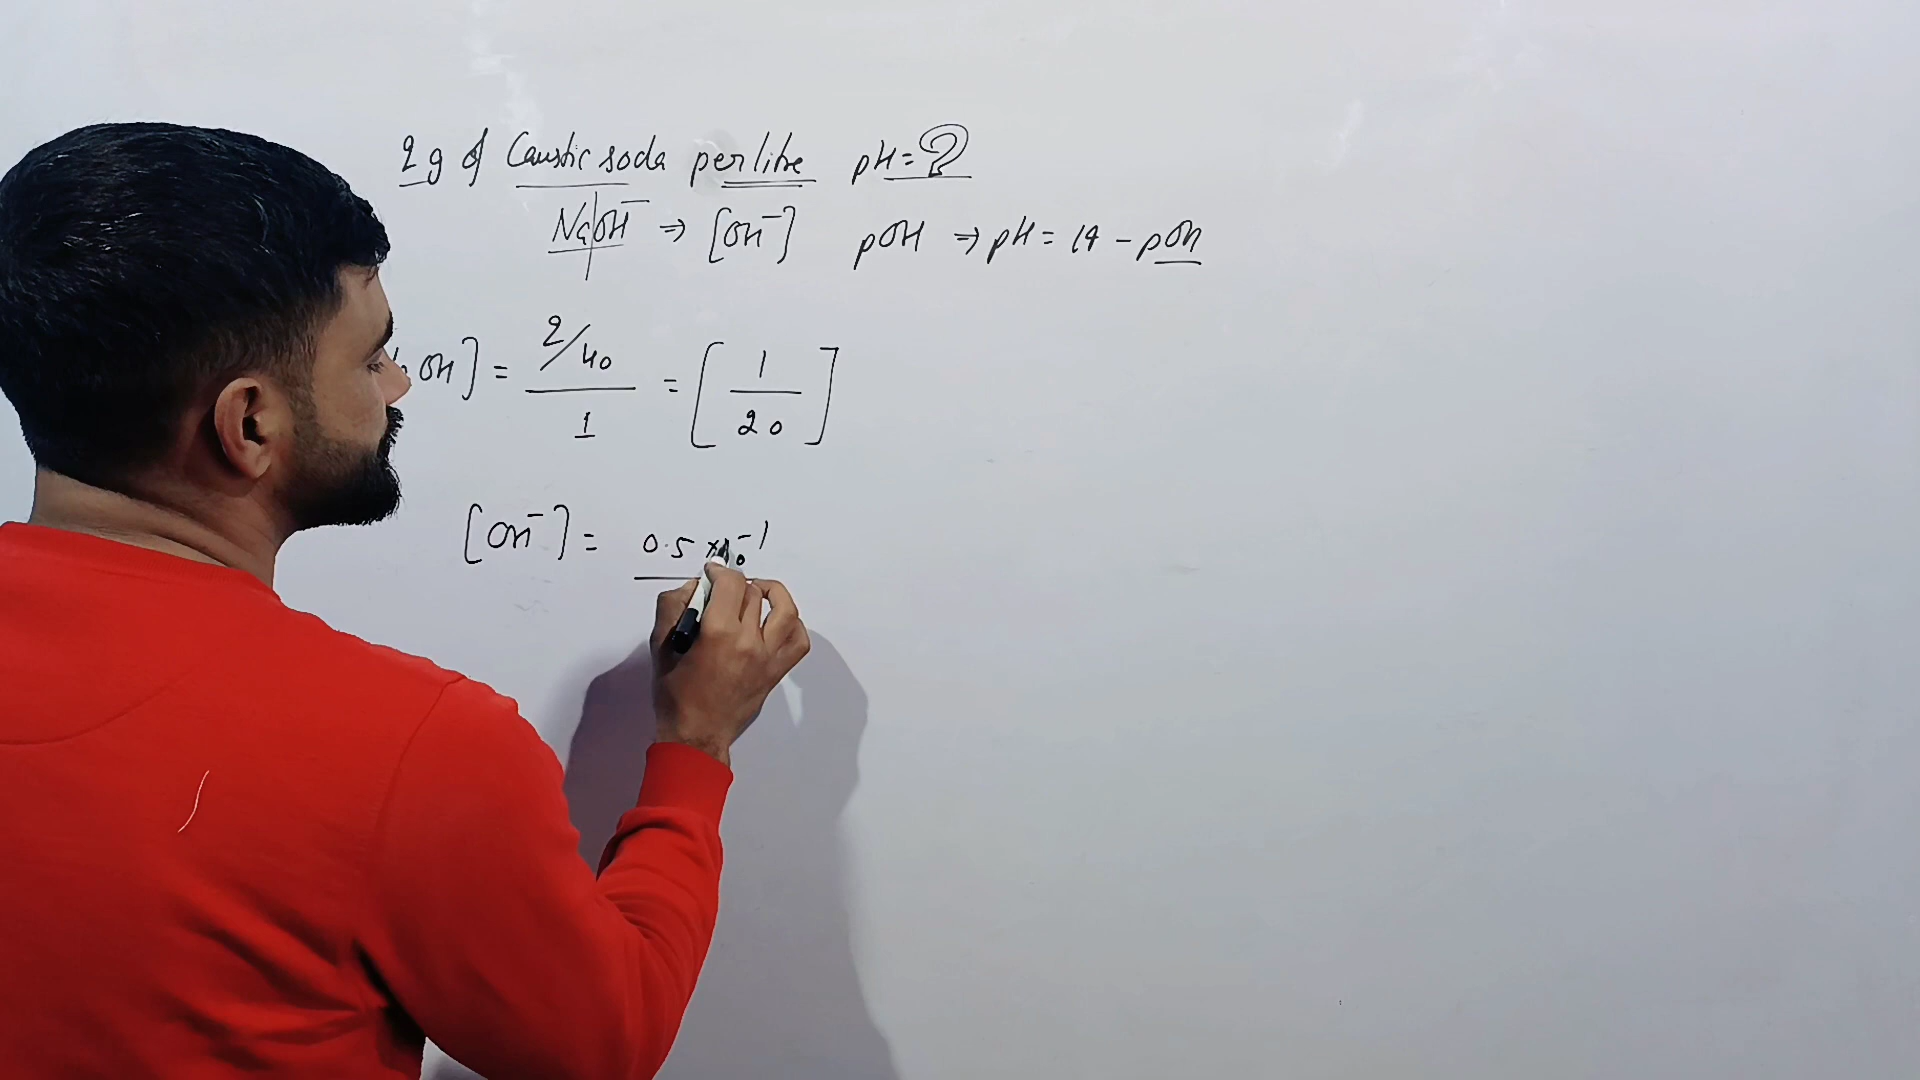 2g of Caustic soda per litre pH = ?
NaOH⁻ ⇒ [OH⁻] pOH ⇒ pH = 14 - pOH
OH] = 2/40 / 1 = [1/20]
[OH⁻] = 0.5 × 10⁻¹